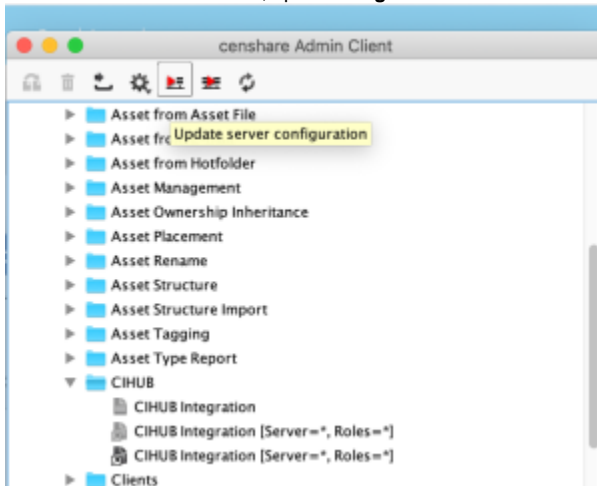 censhare Admin Client
Asset from Asset File
Asset fro
Update server configuration
Asset from Hotfolder
Asset Management
Asset Ownership Inheritance
Asset Placement
Asset Rename
Asset Structure
Asset Structure Import
Asset Tagging
Asset Type Report
CIHUB
CIHUB Integration
CIHUB Integration [Server=*, Roles=*]
CIHUB Integration [Server=*, Roles=*]
Clients